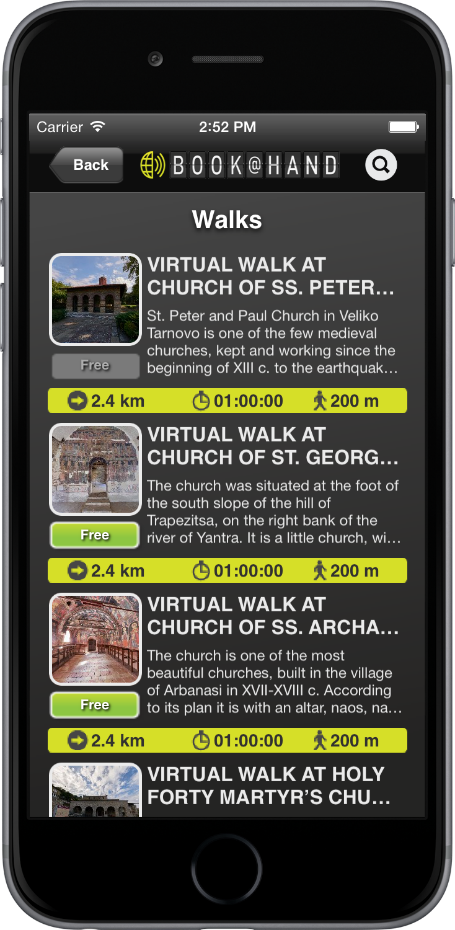 Carrier 2:52 PM
Back BOOK@HAND
Walks
VIRTUAL WALK AT
CHURCH OF SS. PETER...
St. Peter and Paul Church in Veliko
Tarnovo is one of the few medieval
churches, kept and working since the
beginning of XIII c. to the earthquak...
Free
2.4 km 01:00:00 200 m
VIRTUAL WALK AT
CHURCH OF ST. GEORG...
The church was situated at the foot of
the south slope of the hill of
Trapezitsa, on the right bank of the
river of Yantra. It is a little church, wi...
Free
2.4 km 01:00:00 200 m
VIRTUAL WALK AT
CHURCH OF SS. ARCHA...
The church is one of the most
beautiful churches, built in the village
of Arbanasi in XVII-XVIII c. According
to its plan it is with an altar, naos, na...
Free
2.4 km 01:00:00 200 m
VIRTUAL WALK AT HOLY
FORTY MARTYR’S CHU...